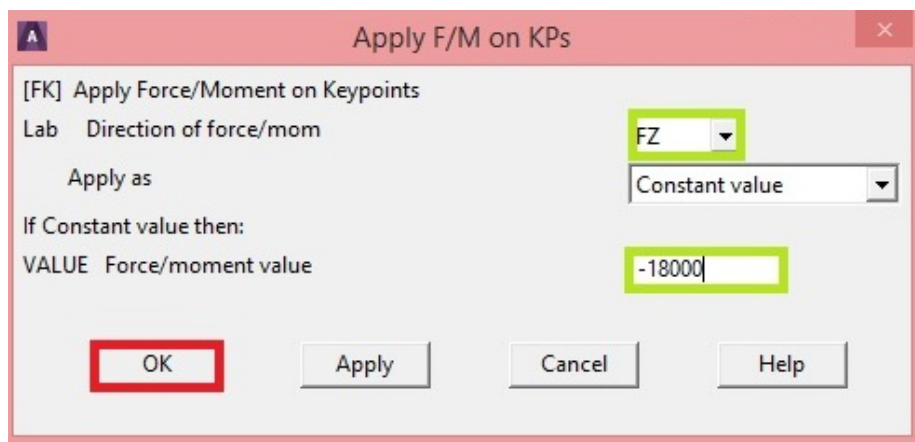 A
Apply F/M on KPs
×
[FK] Apply Force/Moment on Keypoints
Lab Direction of force/mom FZ
Apply as Constant value
If Constant value then:
VALUE Force/moment value -18000
OK Apply Cancel Help